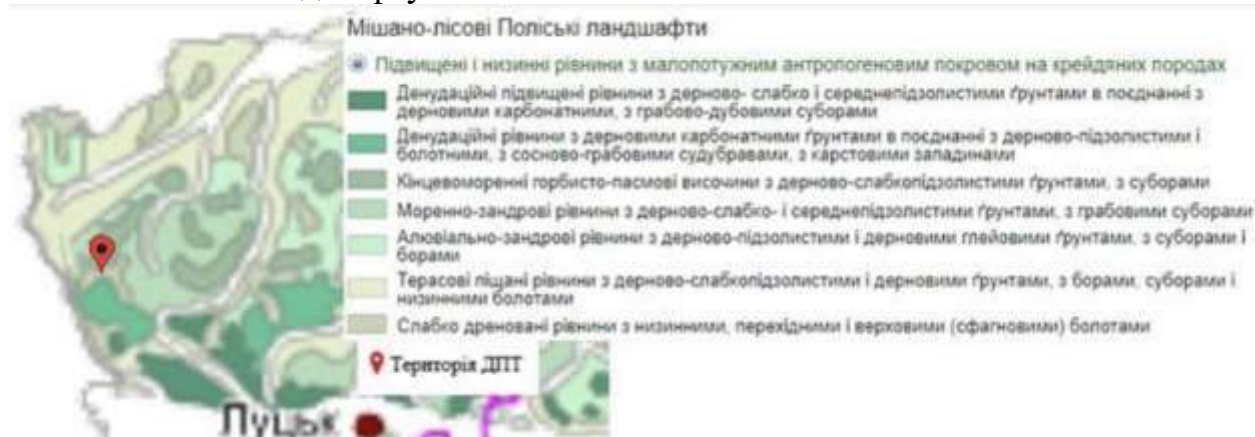 Мішано-лісові Поліські ландшафти
Підвищені і низинні рівнини з малопотужним антропогеновим покровом на крейдяних породах
Денудаційні підвищені рівнини з дерново- слабко і середнепідзолистими ґрунтами в поєднанні з
дерновими карбонатними, з грабово-дубовими суборами
Денудаційні рівнини з дерновими карбонатними ґрунтами в поєднанні з дерново-підзолистими і
болотними, з сосново-грабовими судубравами, з карстовими западинами
Кінцевоморенні горбисто-пасмові височини з дерново-слабкопідзолистими ґрунтами, з суборами
Моренно-зандрові рівнини з дерново-слабко- і середнепідзолистими ґрунтами, з грабовими суборами
Алювіально-зандрові рівнини з дерново-підзолистими і дерновими глейовими ґрунтами, з суборами і
борами
Терасові піщані рівнини з дерново-слабкопідзолистими і дерновими ґрунтами, з борами, суборами і
низинними болотами
Слабко дреновані рівнини з низинними, перехідними і верховими (сфагновими) болотами
Територія ДПТ
Луцьк